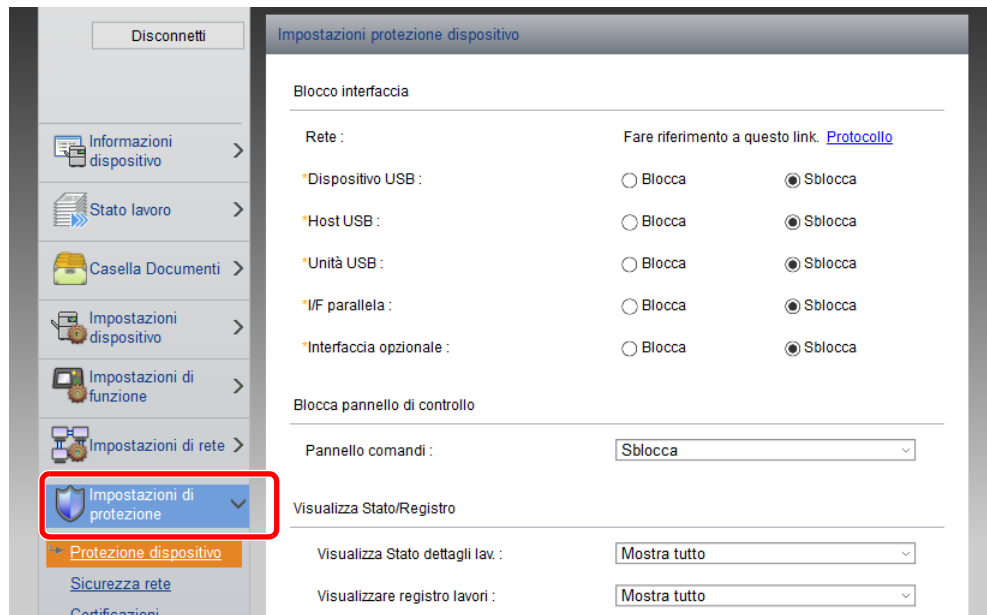 Disconnetti
Informazioni
dispositivo
Stato lavoro
Casella Documenti
Impostazioni
dispositivo
Impostazioni di
funzione
Impostazioni di rete
Impostazioni di
protezione
Protezione dispositivo
Sicurezza rete
Certificazioni
Impostazioni protezione dispositivo
Blocco interfaccia
Rete : Fare riferimento a questo link. Protocollo
*Dispositivo USB : Blocca Sblocca
*Host USB : Blocca Sblocca
*Unità USB : Blocca Sblocca
*I/F parallela : Blocca Sblocca
*Interfaccia opzionale : Blocca Sblocca
Blocca pannello di controllo
Pannello comandi : Sblocca
Visualizza Stato/Registro
Visualizza Stato dettagli lav. : Mostra tutto
Visualizzare registro lavori : Mostra tutto